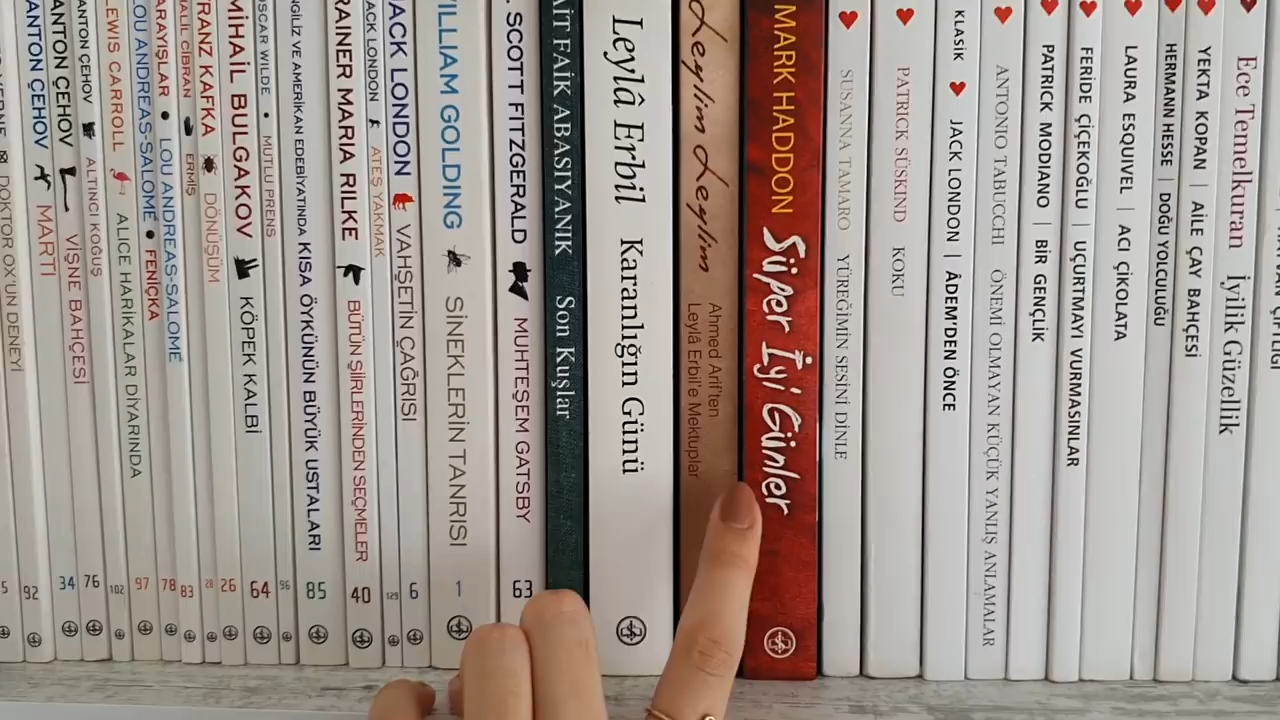 DOKTOR OX'UN DENEYİ
5
ANTON ÇEHOV MARTI
92
ANTON ÇEHOV VİŞNE BAHÇESİ
34
ANTON ÇEHOV ALTINCI KOĞUŞ
76
LEWIS CARROLL ALICE HARİKALAR DİYARINDA
102
LOU ANDREAS-SALOMÉ • FENİÇKA
97
ARAYIŞLAR • LOU ANDREAS-SALOMÉ
78
HALİL CİBRAN ERMİŞ
83
FRANZ KAFKA DÖNÜŞÜM
28
MİHAİL BULGAKOV KÖPEK KALBİ
26
64
OSCAR WILDE • MUTLU PRENS
96
İNGİLİZ VE AMERİKAN EDEBİYATINDA KISA ÖYKÜNÜN BÜYÜK USTALARI
85
RAINER MARIA RILKE BÜTÜN ŞİİRLERİNDEN SEÇMELER
40
JACK LONDON ATEŞ YAKMAK
129
JACK LONDON VAHŞETİN ÇAĞRISI
6
WILLIAM GOLDING SİNEKLERİN TANRISI
1
SCOTT FITZGERALD MUHTEŞEM GATSBY
63
SAİT FAİK ABASIYANIK Son Kuşlar
Leylâ Erbil Karanlığın Günü
Leylim Leylim
Ahmed Arif'ten
Leylâ Erbil'e Mektuplar
MARK HADDON Süper İyi Günler
SUSANNA TAMARO YÜREĞİMİN SESİNİ DİNLE
PATRICK SÜSKIND KOKU
KLASİK JACK LONDON | ÂDEM'DEN ÖNCE
ANTONIO TABUCCHI ÖNEMİ OLMAYAN KÜÇÜK YANLIŞ ANLAMALAR
PATRICK MODIANO | BİR GENÇLİK
FERİDE ÇİÇEKOĞLU | UÇURTMAYI VURMASINLAR
LAURA ESQUIVEL | ACI ÇİKOLATA
HERMANN HESSE | DOĞU YOLCULUĞU
YEKTA KOPAN | AİLE ÇAY BAHÇESİ
Ece Temelkuran İyilik Güzellik